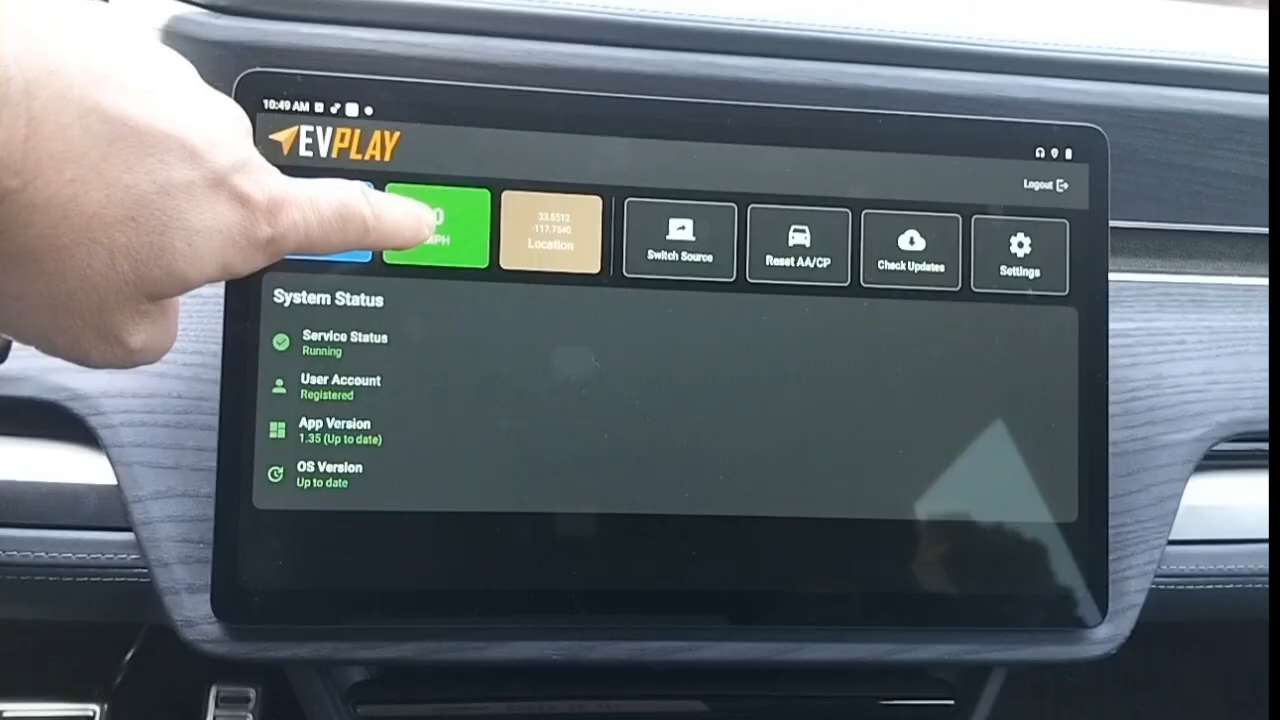 10:49 AM
EVPLAY
Logout
0
MPH
33.5512
-117.7540
Location
Switch Source
Reset AA/CP
Check Updates
Settings
System Status
Service Status
Running
User Account
Registered
App Version
1.35 (Up to date)
OS Version
Up to date